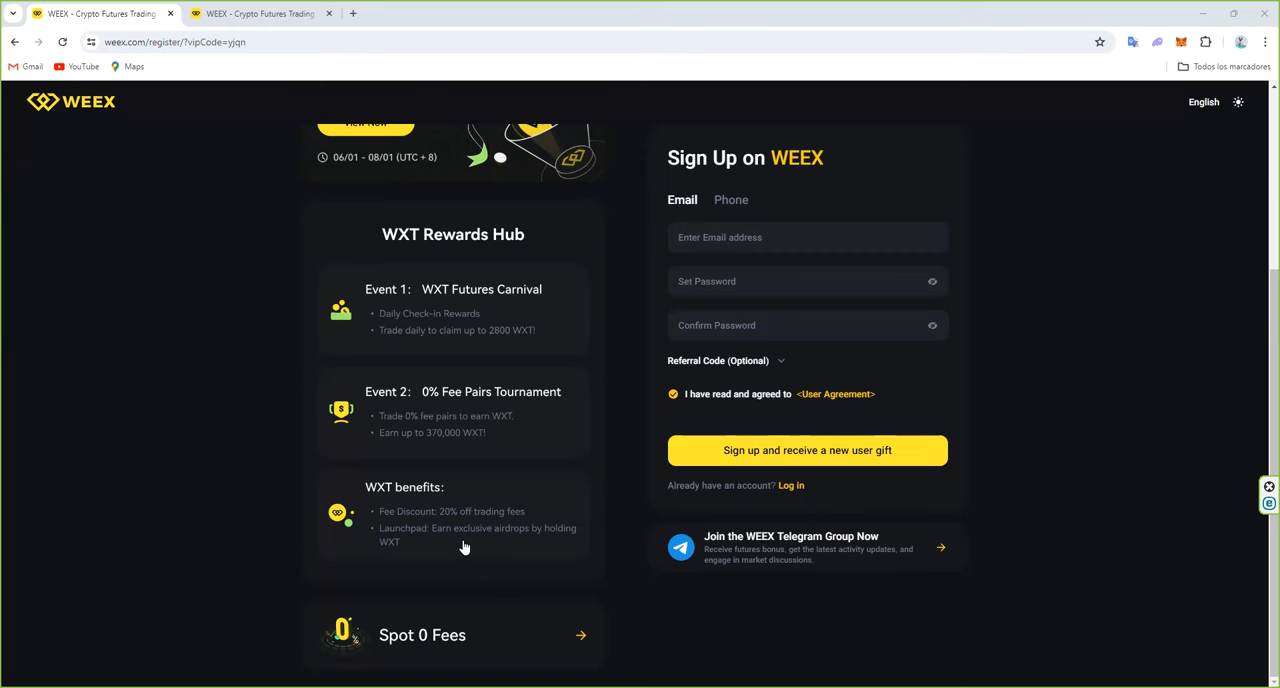 WEEX - Crypto Futures Trading
WEEX - Crypto Futures Trading
weex.com/register/?vipCode=yjqn
Gmail
YouTube
Maps
Todos los marcadores
WEEX
English
View Now
06/01 - 08/01 (UTC + 8)
WXT Rewards Hub
Event 1: WXT Futures Carnival
• Daily Check-in Rewards
• Trade daily to claim up to 2800 WXT!
Event 2: 0% Fee Pairs Tournament
• Trade 0% fee pairs to earn WXT.
• Earn up to 370,000 WXT!
WXT benefits:
• Fee Discount: 20% off trading fees
• Launchpad: Earn exclusive airdrops by holding
WXT
Spot 0 Fees
Sign Up on WEEX
Email Phone
Enter Email address
Set Password
Confirm Password
Referral Code (Optional)
I have read and agreed to <User Agreement>
Sign up and receive a new user gift
Already have an account? Log in
Join the WEEX Telegram Group Now
Receive futures bonus, get the latest activity updates, and
engage in market discussions.